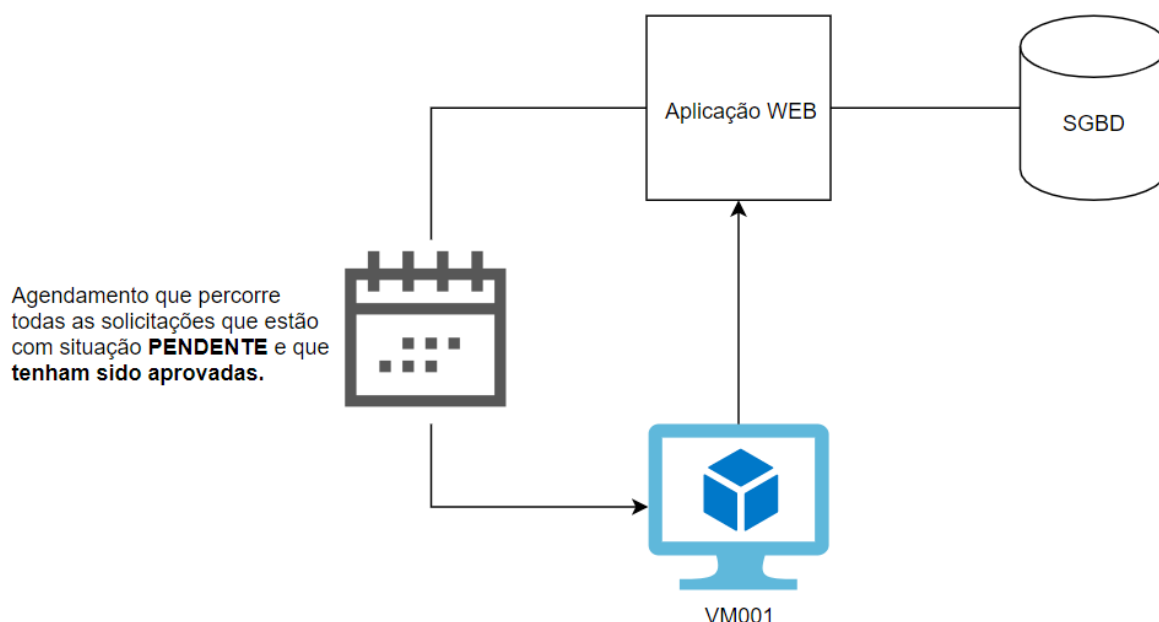 Aplicação WEB
SGBD
Agendamento que percorre
todas as solicitações que estão
com situação PENDENTE e que
tenham sido aprovadas.
VM001